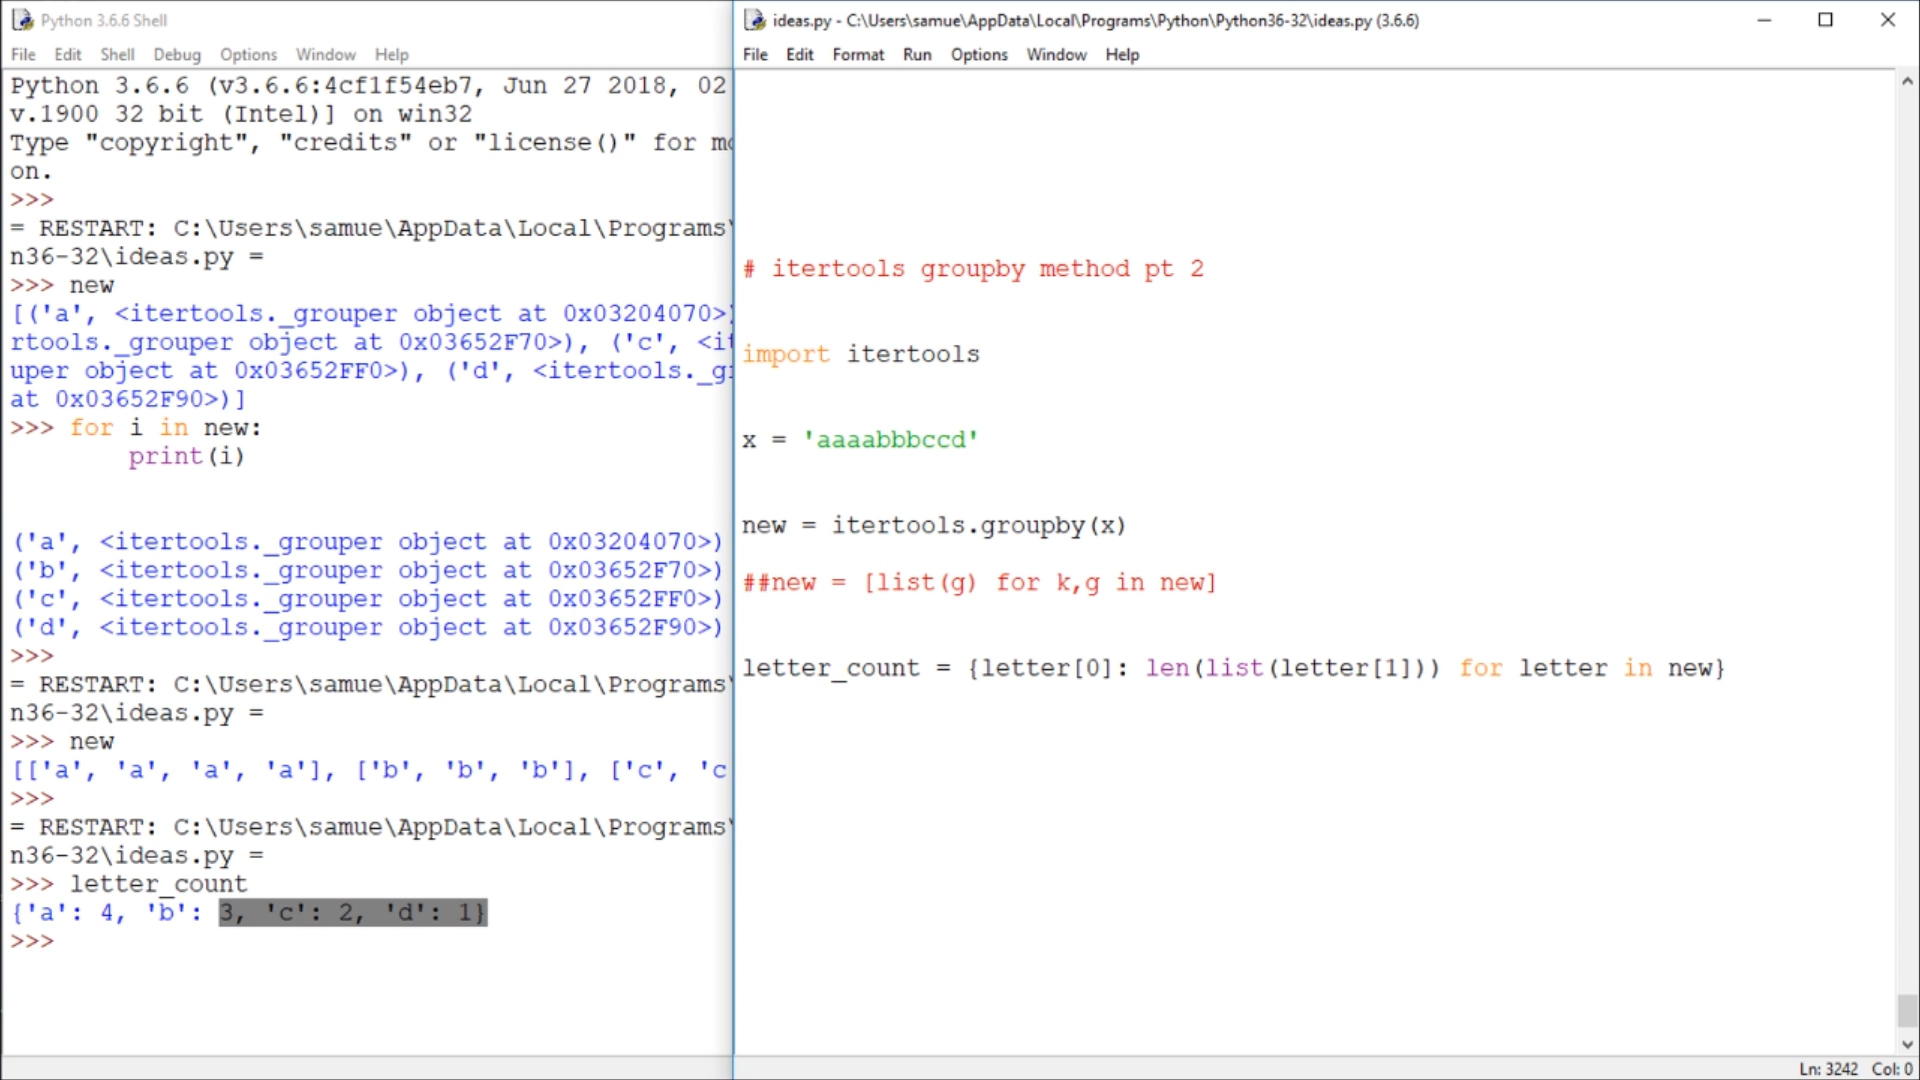 Python 3.6.6 Shell
File Edit Shell Debug Options Window Help
Python 3.6.6 (v3.6.6:4cf1f54eb7, Jun 27 2018, 02
v.1900 32 bit (Intel)] on win32
Type "copyright", "credits" or "license()" for
on.
>>>
= RESTART: C:\Users\samue\AppData\Local\Programs\
n36-32\ideas.py =
>>> new
[('a', <itertools._grouper object at 0x03204070>)
rtools._grouper object at 0x03652F70>), ('c', <it
uper object at 0x03652FF0>), ('d', <itertools._g
at 0x03652F90>)]
>>> for i in new:
print(i)
('a', <itertools._grouper object at 0x03204070>)
('b', <itertools._grouper object at 0x03652F70>)
('c', <itertools._grouper object at 0x03652FF0>)
('d', <itertools._grouper object at 0x03652F90>)
>>>
= RESTART: C:\Users\samue\AppData\Local\Programs\
n36-32\ideas.py =
>>> new
[['a', 'a', 'a', 'a'], ['b', 'b', 'b'], ['c', 'c
>>>
= RESTART: C:\Users\samue\AppData\Local\Programs\
n36-32\ideas.py =
>>> letter_count
{'a': 4, 'b': 3, 'c': 2, 'd': 1}
>>>
ideas.py - C:\Users\samue\AppData\Local\Programs\Python\Python36-32\ideas.py (3.6.6)
File Edit Format Run Options Window Help
# itertools groupby method pt 2
import itertools
x = 'aaaabbbccd'
new = itertools.groupby(x)
##new = [list(g) for k,g in new]
letter_count = {letter[0]: len(list(letter[1])) for letter in new}
Ln: 3242 Col: 0